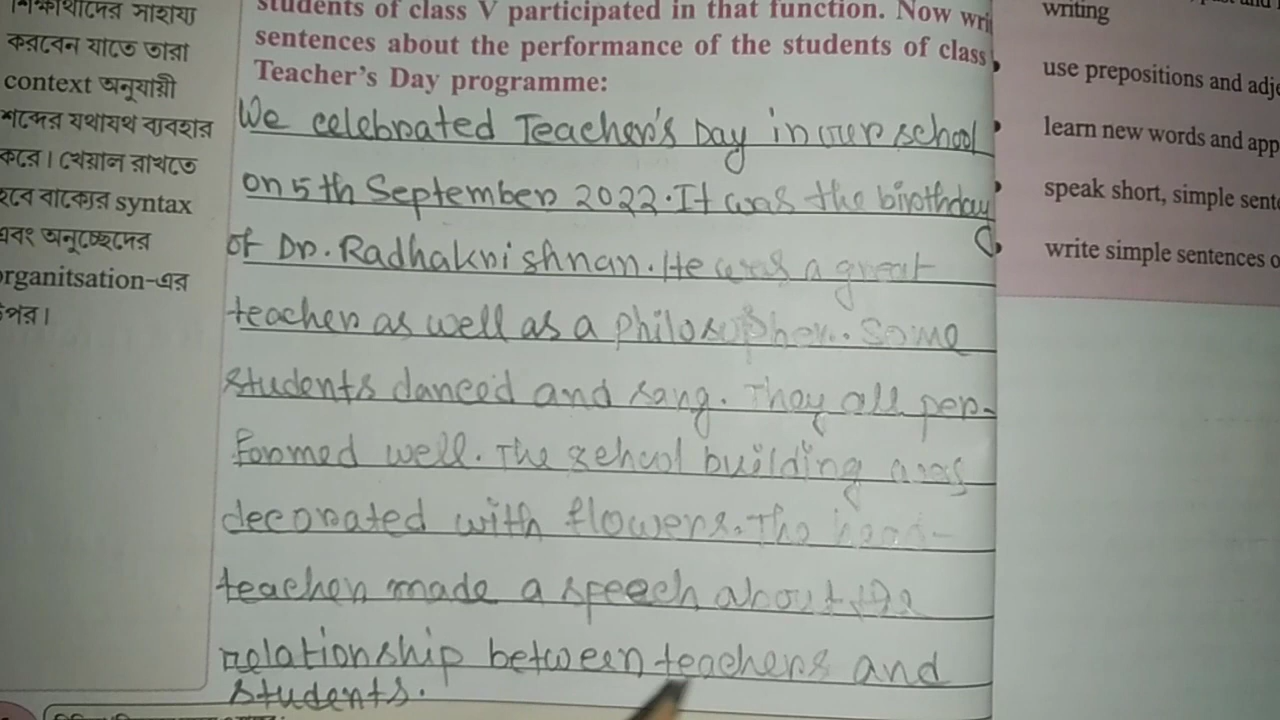 শিক্ষার্থীদের সাহায্য
করবেন যাতে তারা
context অনুযায়ী
শব্দের যথাযথ ব্যবহার
করে। খেয়াল রাখতে
হবে বাক্যের syntax
এবং অনুচ্ছেদের
organitsation-এর
উপর।
students of class V participated in that function. Now wri
sentences about the performance of the students of class
Teacher's Day programme:
We celebrated Teacher's Day in our school
on 5th September 2022. It was the birthday
of Dr. Radhakrishnan. He was a great
teacher as well as a philosopher. Some
students danced and sang. They all per-
formed well. The school building was
decorated with flowers. The head-
teacher made a speech about the
relationship between teachers and
students.
writing
use prepositions and adje
learn new words and app
speak short, simple sente
write simple sentences o